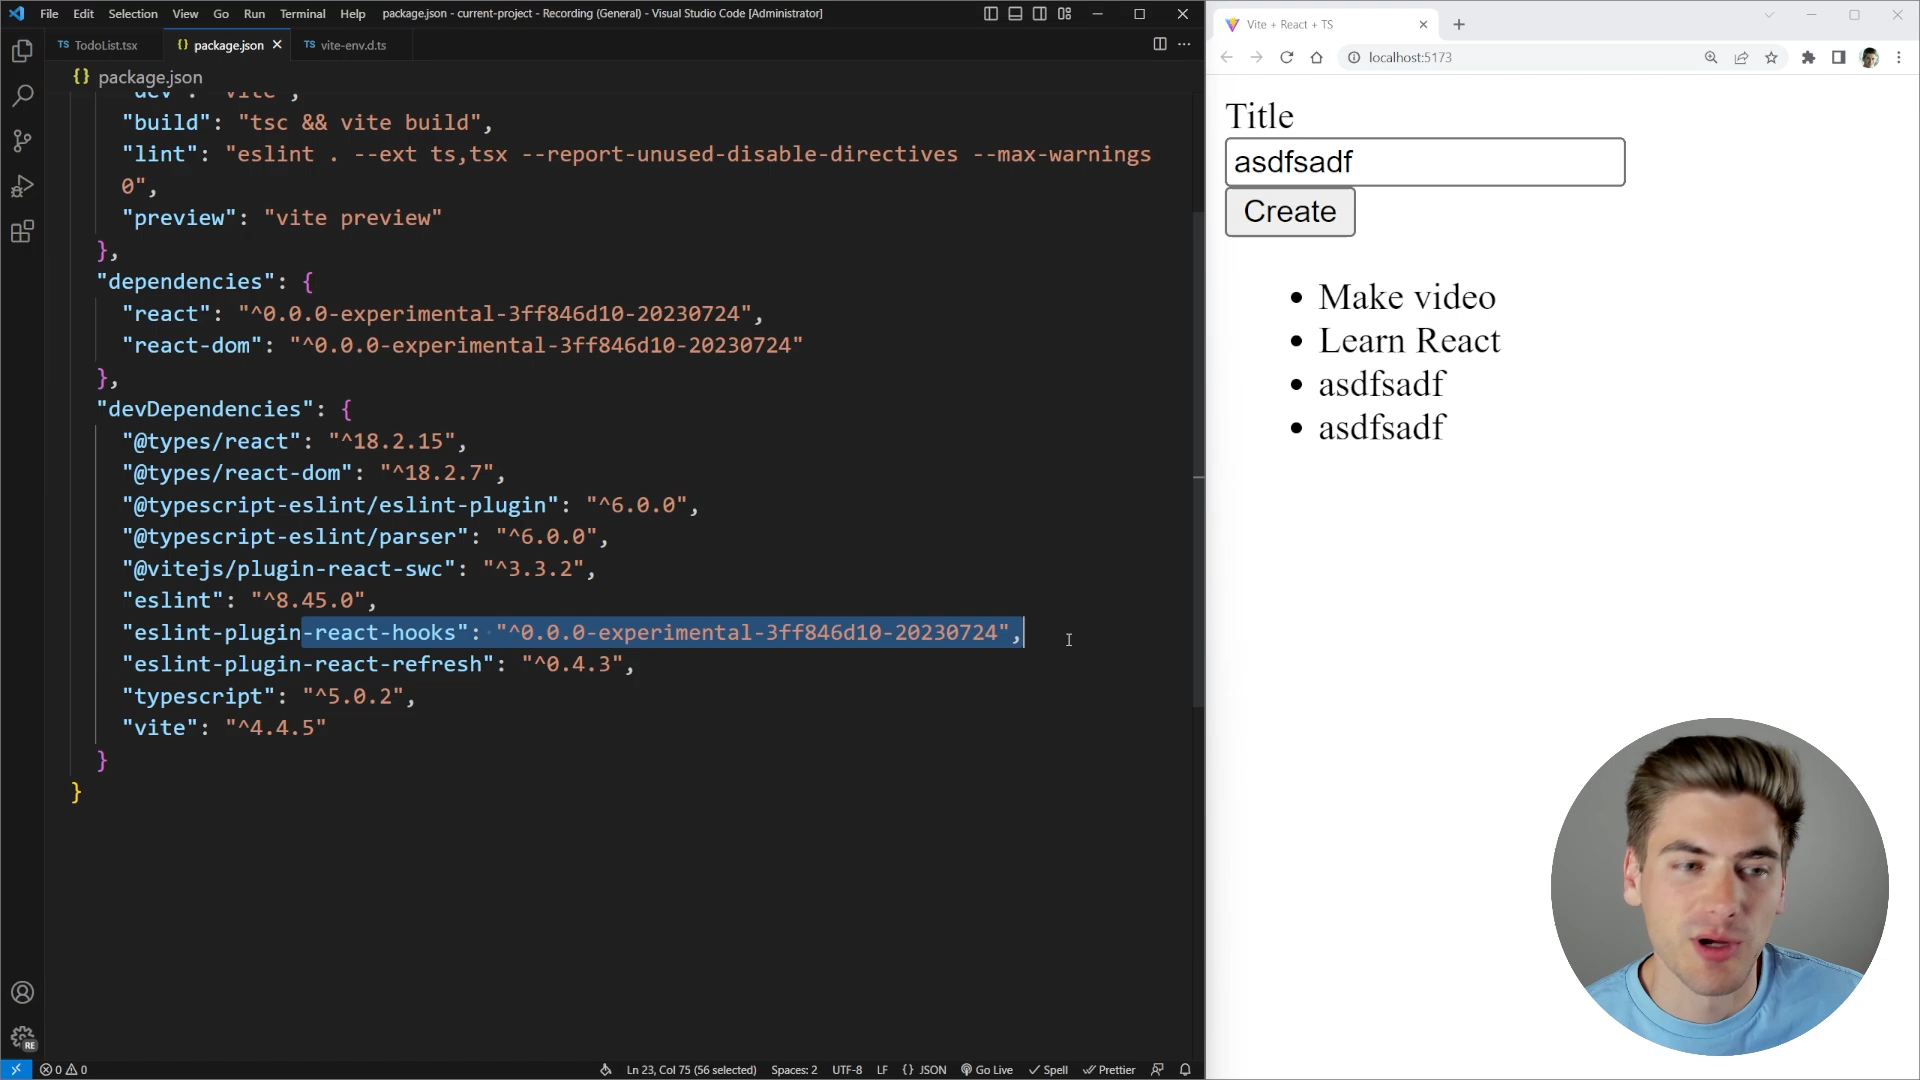 File Edit Selection View Go Run Terminal Help package.json - current-project - Recording (General) - Visual Studio Code [Administrator]
TS TodoList.tsx {} package.json TS vite-env.d.ts
{} package.json
"dev": "vite",
"build": "tsc && vite build",
"lint": "eslint . --ext ts,tsx --report-unused-disable-directives --max-warnings
0",
"preview": "vite preview"
},
"dependencies": {
"react": "^0.0.0-experimental-3ff846d10-20230724",
"react-dom": "^0.0.0-experimental-3ff846d10-20230724"
},
"devDependencies": {
"@types/react": "^18.2.15",
"@types/react-dom": "^18.2.7",
"@typescript-eslint/eslint-plugin": "^6.0.0",
"@typescript-eslint/parser": "^6.0.0",
"@vitejs/plugin-react-swc": "^3.3.2",
"eslint": "^8.45.0",
"eslint-plugin-react-hooks": "^0.0.0-experimental-3ff846d10-20230724",
"eslint-plugin-react-refresh": "^0.4.3",
"typescript": "^5.0.2",
"vite": "^4.4.5"
}
}
RE
0 0 Ln 23, Col 75 (56 selected) Spaces: 2 UTF-8 LF {} JSON Go Live Spell Prettier
Vite + React + TS
localhost:5173
Title
asdfsadf
Create
Make video
Learn React
asdfsadf
asdfsadf